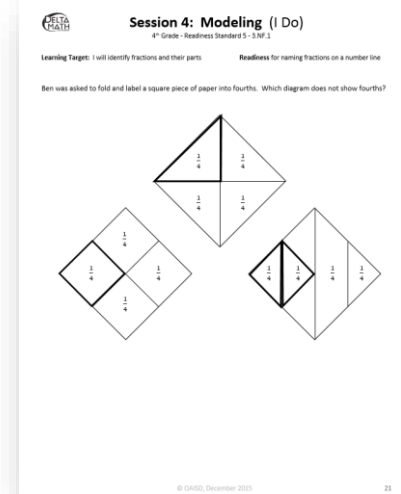 DELTA
MATH
Session 4: Modeling (I Do)
4th Grade - Readiness Standard 5 - 3.NF.1
Learning Target: I will identify fractions and their parts
Readiness for naming fractions on a number line
Ben was asked to fold and label a square piece of paper into fourths. Which diagram does not show fourths?
1/4 1/4
1/4 1/4
1/4
1/4 1/4
1/4
1/4 1/4 1/4 1/4
© OAISD, December 2015
21